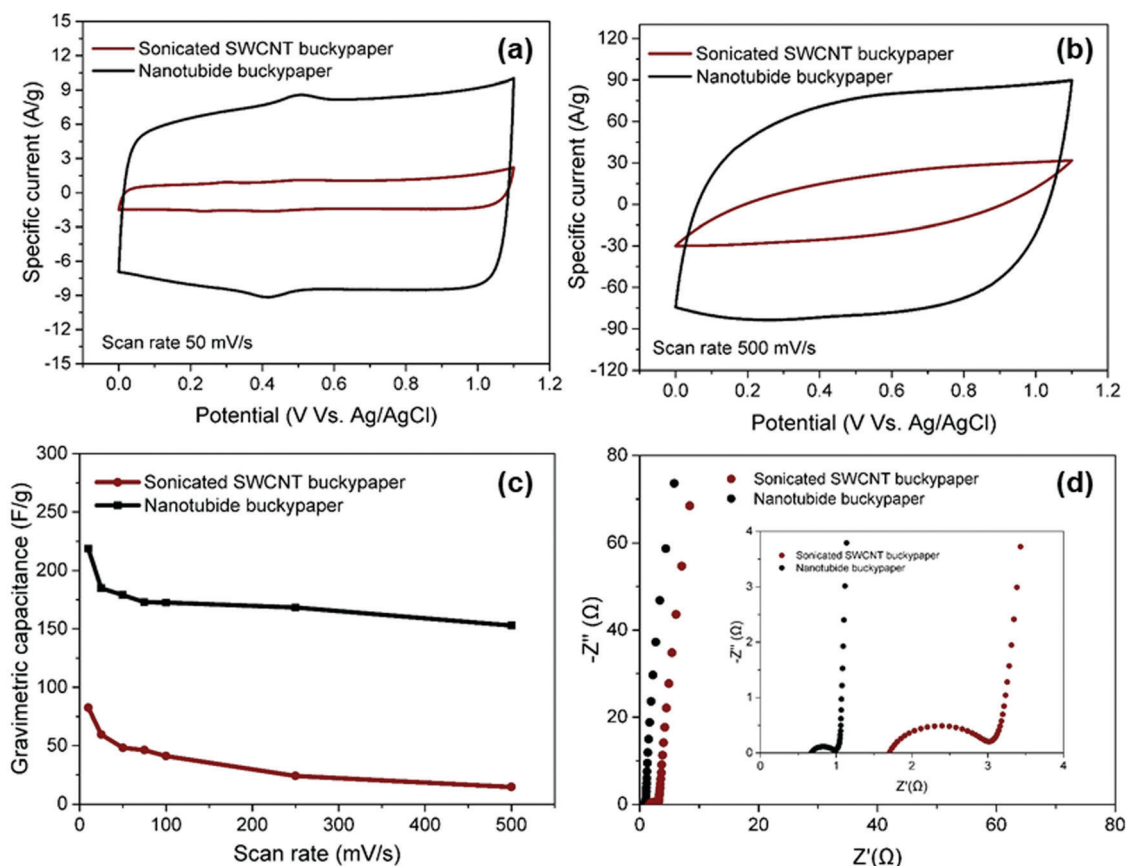 15
12
9
6
3
0
-3
-6
-9
-12
-15
Specific current (A/g)
Sonicated SWCNT buckypaper
Nanotubide buckypaper
(a)
Scan rate 50 mV/s
0.0 0.2 0.4 0.6 0.8 1.0 1.2
Potential (V Vs. Ag/AgCl)
120
90
60
30
0
-30
-60
-90
-120
Specific current (A/g)
Sonicated SWCNT buckypaper
Nanotubide buckypaper
(b)
Scan rate 500 mV/s
0.0 0.2 0.4 0.6 0.8 1.0 1.2
Potential (V Vs. Ag/AgCl)
300
250
200
150
100
50
0
Gravimetric capacitance (F/g)
Sonicated SWCNT buckypaper
Nanotubide buckypaper
(c)
0 100 200 300 400 500
Scan rate (mV/s)
80
60
40
20
0
-Z'' (Ω)
Sonicated SWCNT buckypaper
Nanotubide buckypaper
(d)
4
3
2
1
0
-Z'' (Ω)
Sonicated SWCNT buckypaper
Nanotubide buckypaper
0 1 2 3 4
Z'(Ω)
0 20 40 60 80
Z'(Ω)